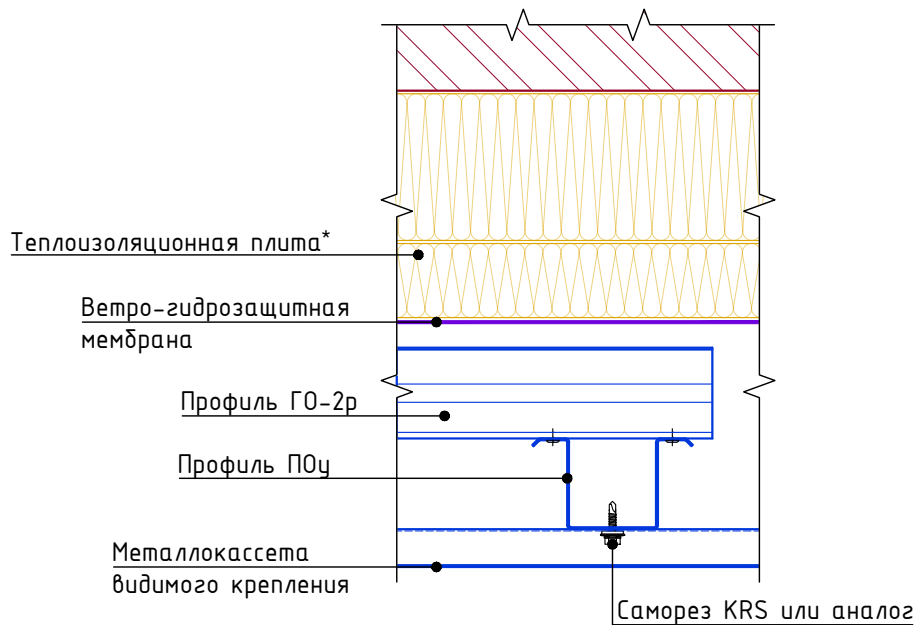 Теплоизоляционная плита*
Ветро-гидрозащитная
мембрана
Профиль ГО-2р
Профиль ПОу
Металлокассета
видимого крепления
Саморез KRS или аналог